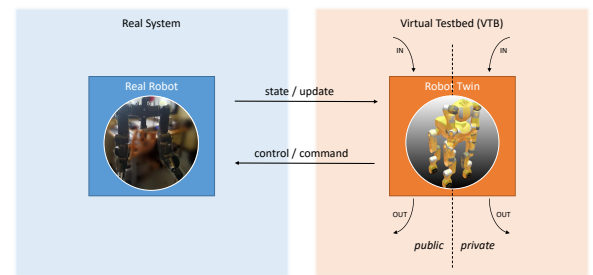 Real System
Virtual Testbed (VTB)
IN
IN
Real Robot
Robot Twin
state / update
control / command
OUT
OUT
public
private